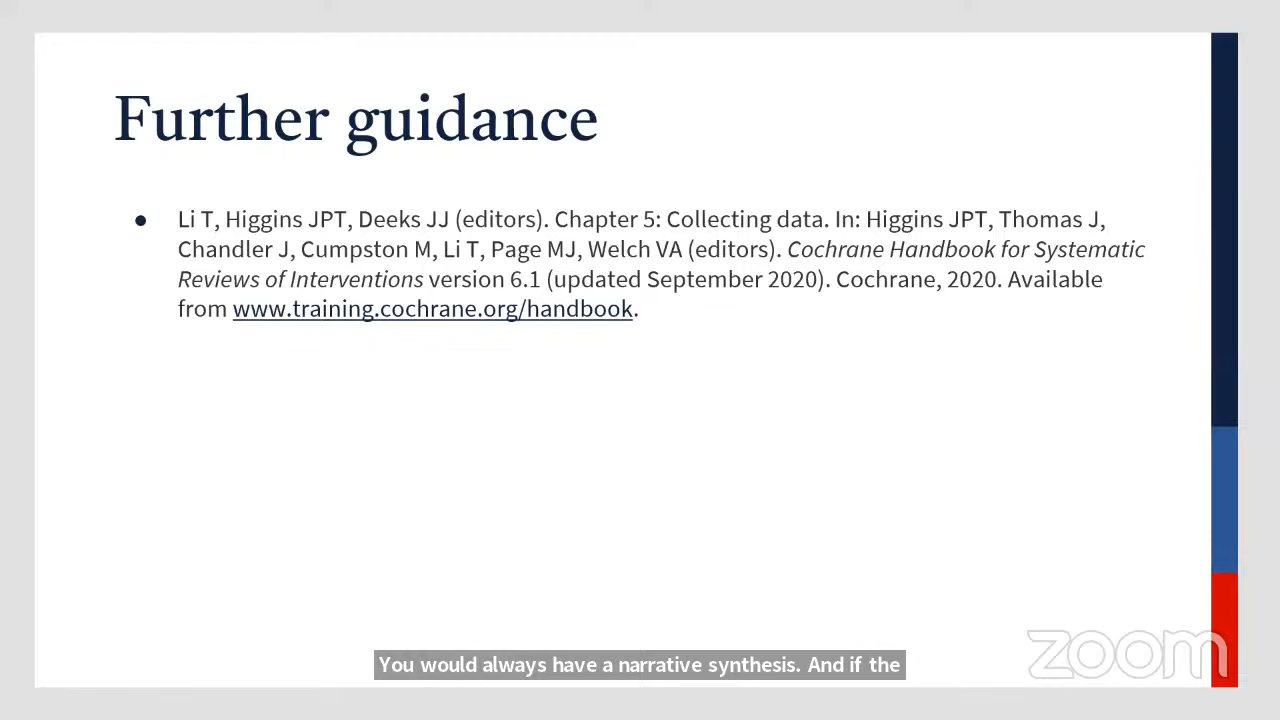 Further guidance
● Li T, Higgins JPT, Deeks JJ (editors). Chapter 5: Collecting data. In: Higgins JPT, Thomas J,
Chandler J, Cumpston M, Li T, Page MJ, Welch VA (editors). Cochrane Handbook for Systematic
Reviews of Interventions version 6.1 (updated September 2020). Cochrane, 2020. Available
from www.training.cochrane.org/handbook.
You would always have a narrative synthesis. And if the
zoom